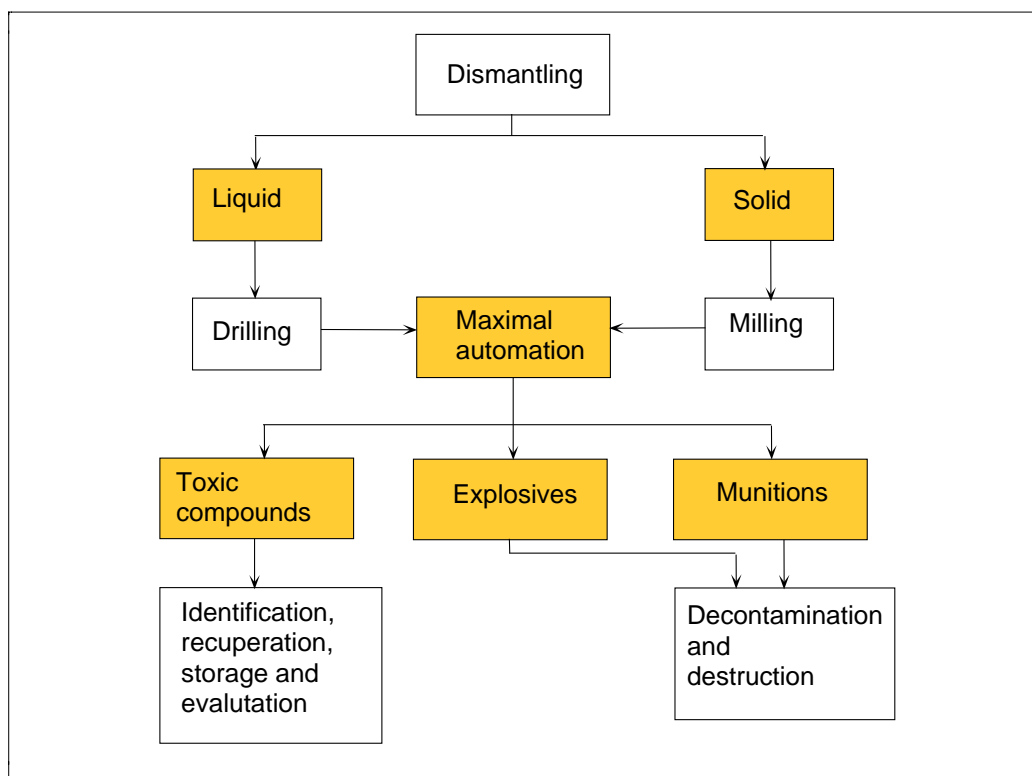 Dismantling
Liquid
Solid
Drilling
Maximal
automation
Milling
Toxic
compounds
Explosives
Munitions
Identification,
recuperation,
storage and
evalutation
Decontamination
and
destruction